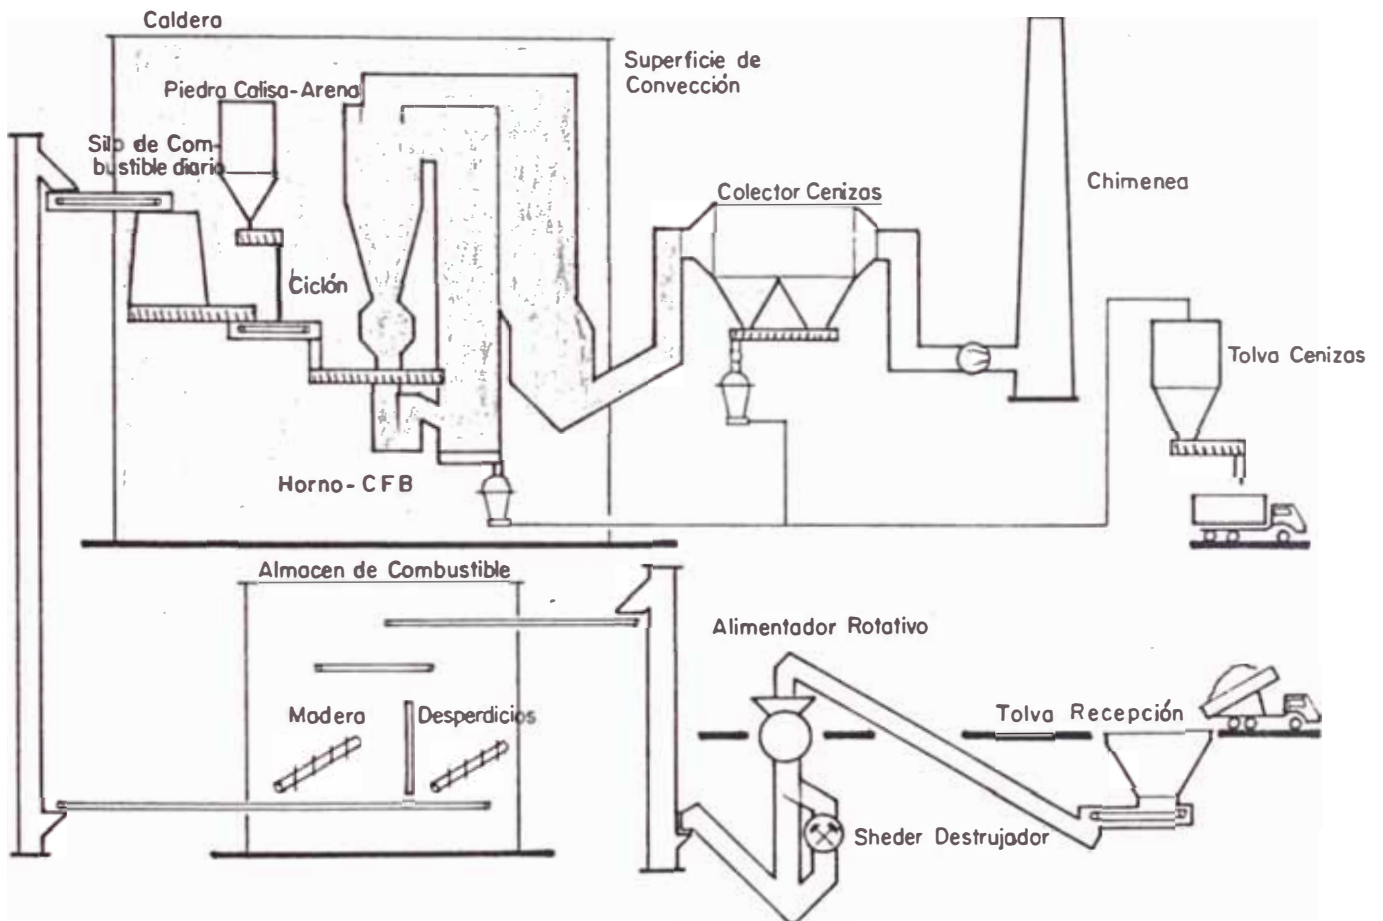 Caldera
Superficie de
Convección
Piedra Calisa-Arena
Silo de Com-
bustible diario
Colector Cenizas
Chimenea
Ciclón
Tolva Cenizas
Horno-CFB
Almacen de Combustible
Alimentador Rotativo
Madera
Desperdicios
Tolva Recepción
Sheder Destrujador